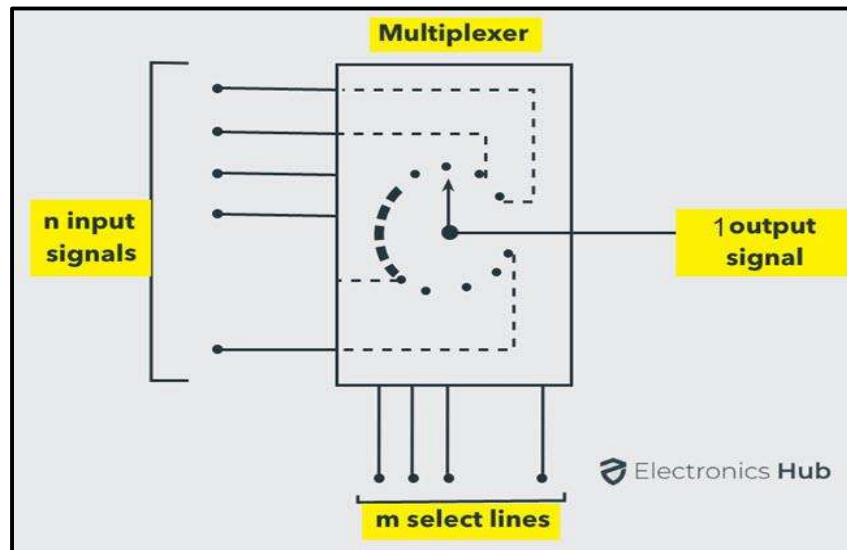 Multiplexer
n input
signals
1 output
signal
Electronics Hub
m select lines